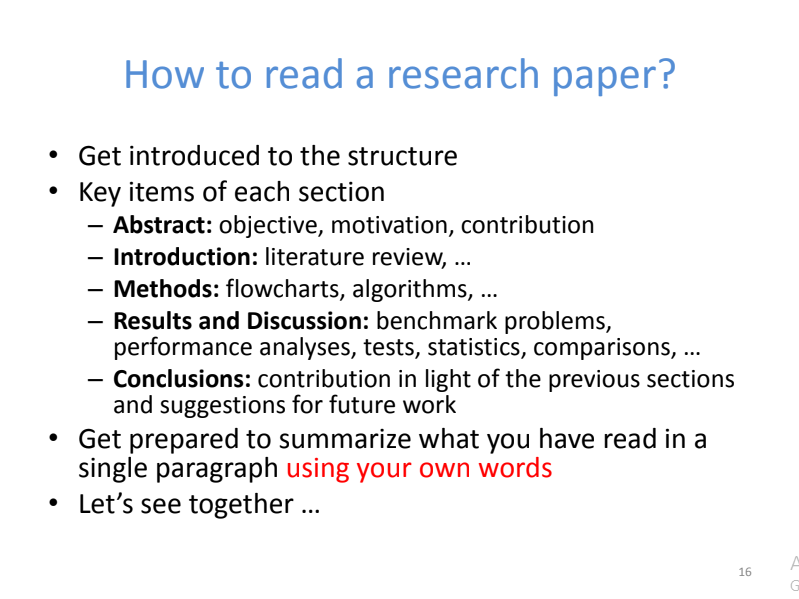 How to read a research paper?
• Get introduced to the structure
• Key items of each section
– Abstract: objective, motivation, contribution
– Introduction: literature review, …
– Methods: flowcharts, algorithms, …
– Results and Discussion: benchmark problems,
performance analyses, tests, statistics, comparisons, …
– Conclusions: contribution in light of the previous sections
and suggestions for future work
• Get prepared to summarize what you have read in a
single paragraph using your own words
• Let’s see together …
16
A
G